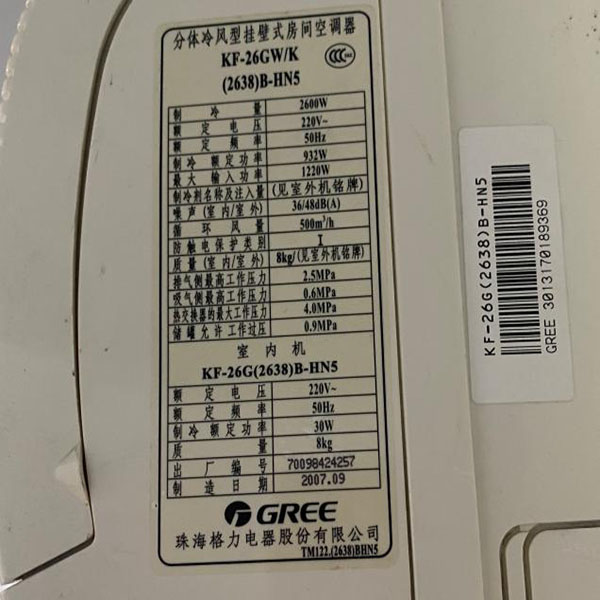 分体冷风型挂壁式房间空调器
KF-26GW/K
(2638)B-HN5
CCC
制冷量 2600W
额定电压 220V~
额定频率 50Hz
制冷额定功率 932W
最大输入功率 1220W
制冷剂名称及注入量 (见室外机铭牌)
噪声(室内/室外) 36/48dB(A)
循环风量 500m³/h
防触电保护类别 I
质量(室内/室外) 8kg/(见室外机铭牌)
排气侧最高工作压力 2.5MPa
吸气侧最高工作压力 0.6MPa
热交换器的最大工作压力 4.0MPa
储罐允许工作过压 0.9MPa
室内机
KF-26G(2638)B-HN5
额定电压 220V~
额定频率 50Hz
制冷额定功率 30W
质量 8kg
出厂编号 70098424257
制造日期 2007.09
GREE
珠海格力电器股份有限公司
TM122.(2638)BHN5
KF-26G(2638)B-HN5
GREE 3013170189369